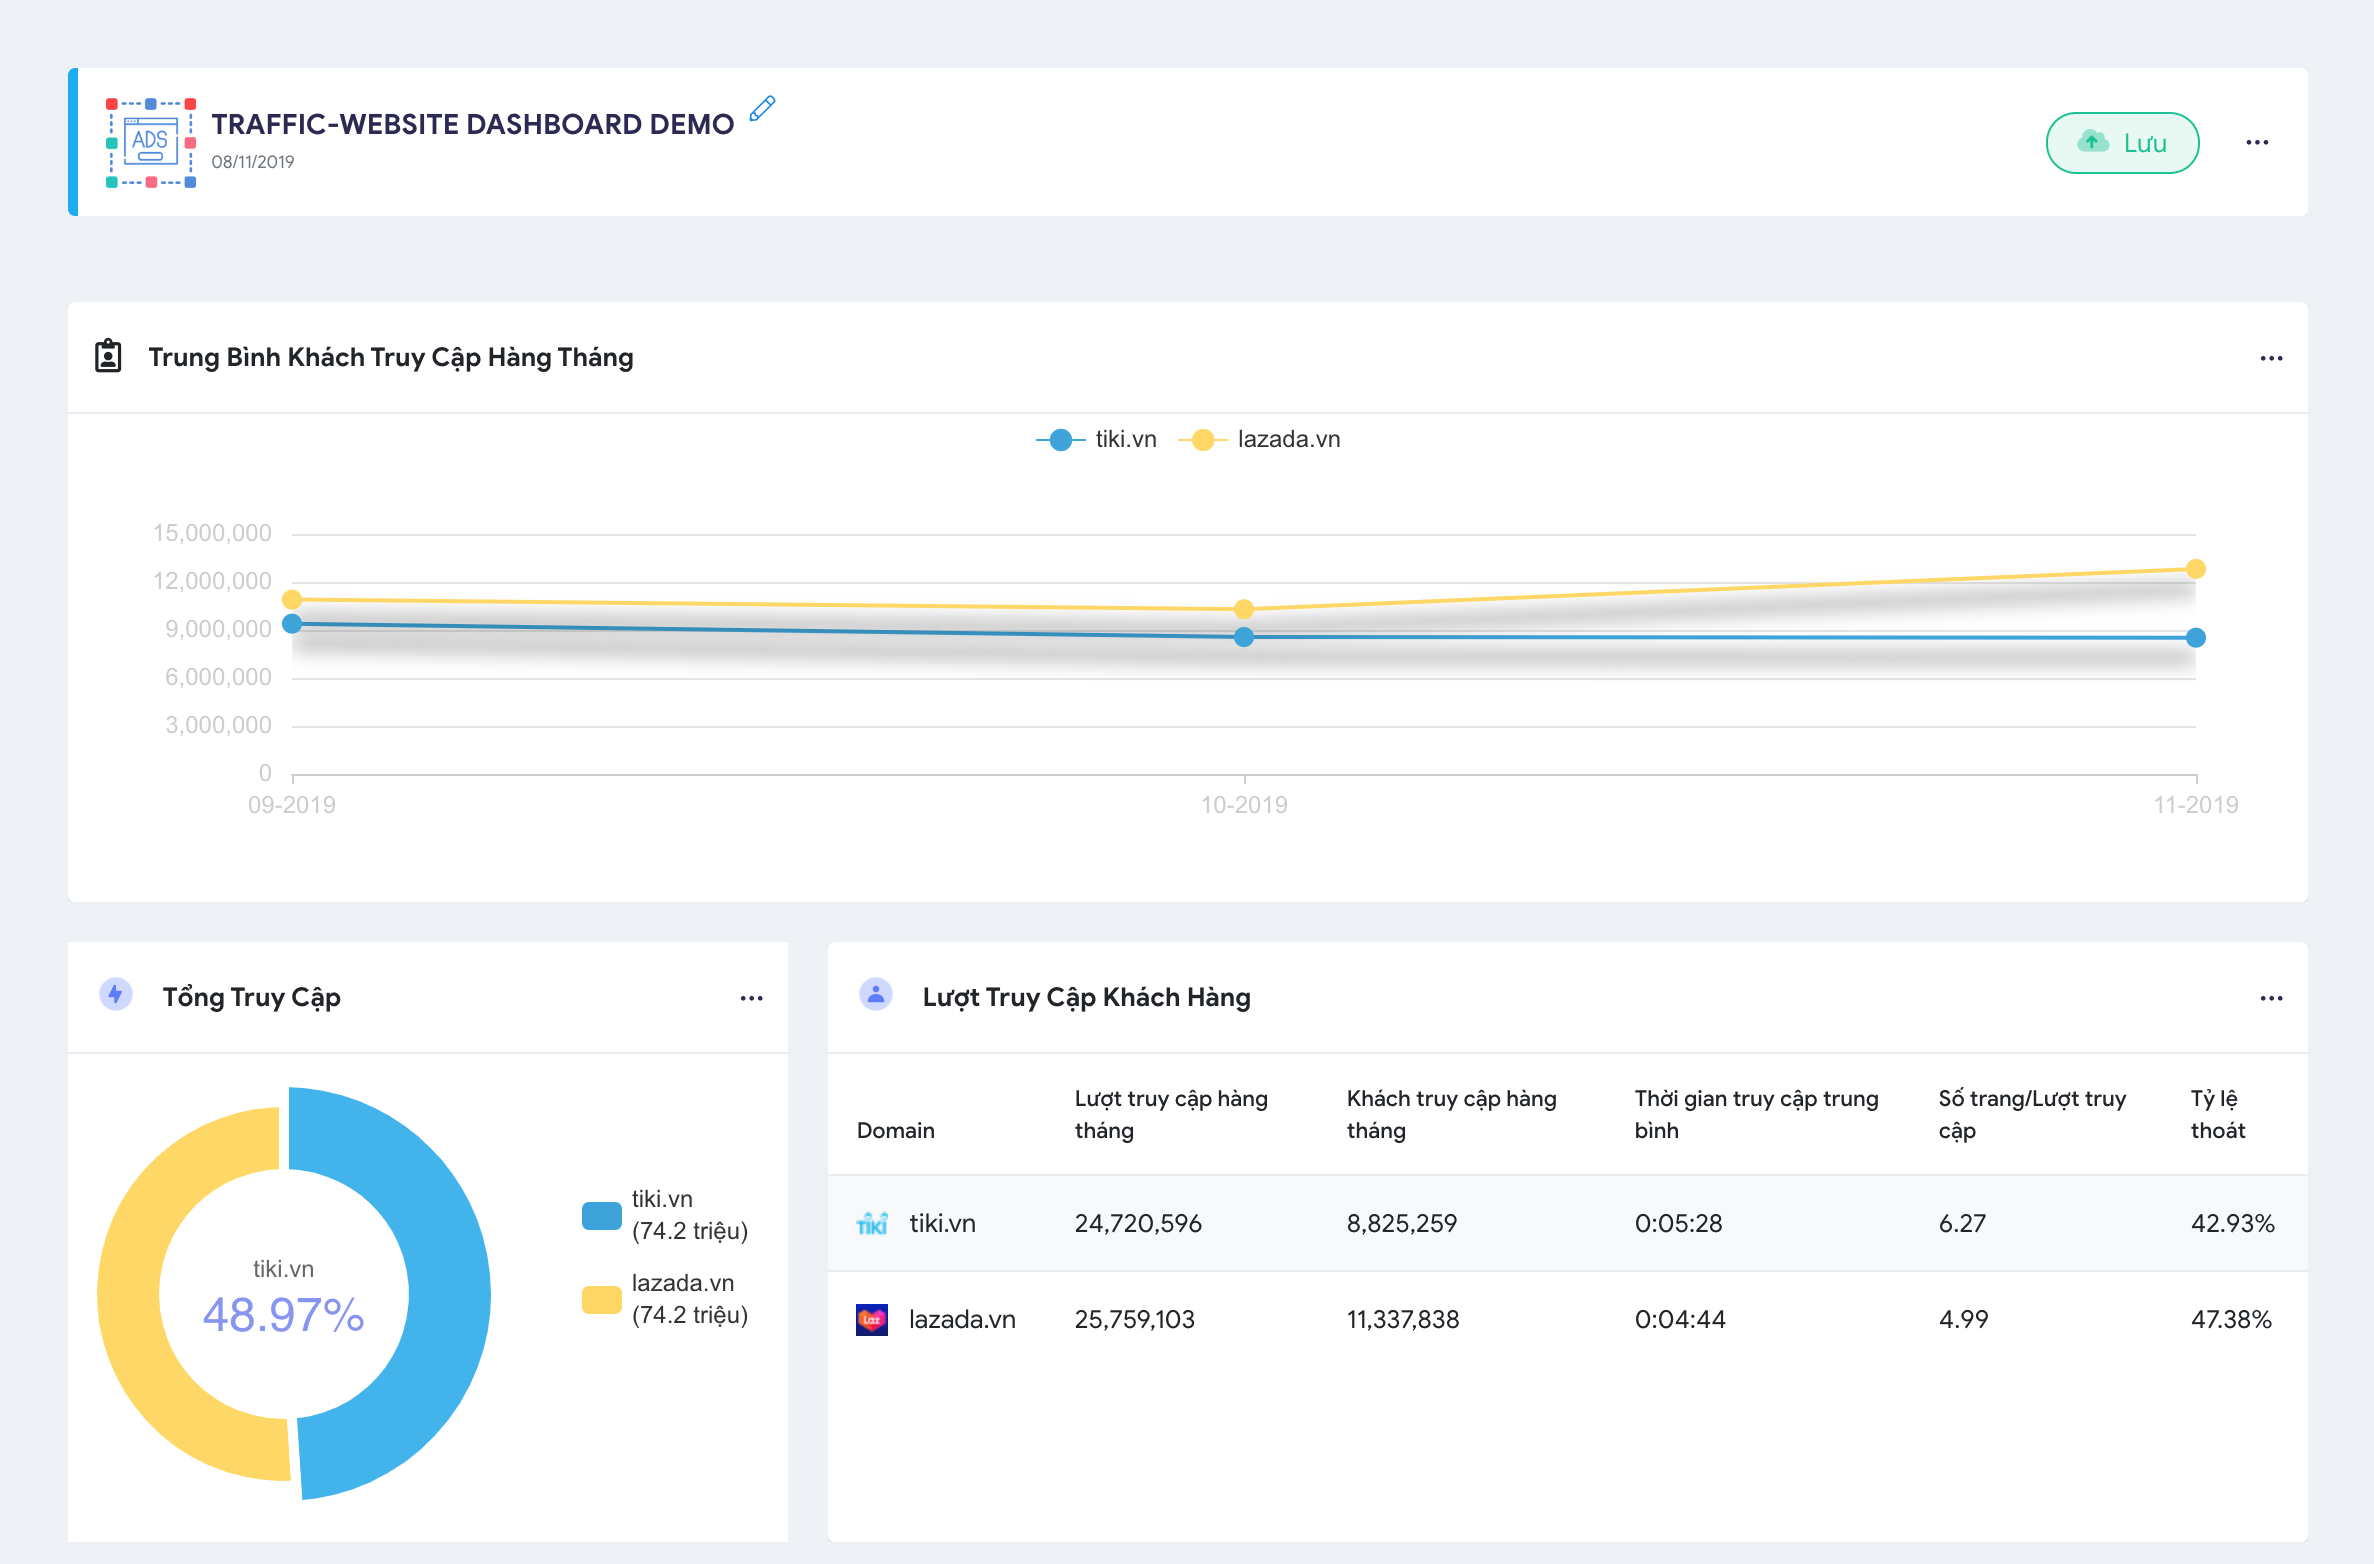 ADS
TRAFFIC-WEBSITE DASHBOARD DEMO
08/11/2019
Lưu
Trung Bình Khách Truy Cập Hàng Tháng
tiki.vn
lazada.vn
15,000,000
12,000,000
9,000,000
6,000,000
3,000,000
0
09-2019
10-2019
11-2019
Tổng Truy Cập
tiki.vn
48.97%
tiki.vn
(74.2 triệu)
lazada.vn
(74.2 triệu)
Lượt Truy Cập Khách Hàng
Domain
Lượt truy cập hàng
tháng
Khách truy cập hàng
tháng
Thời gian truy cập trung
bình
Số trang/Lượt truy
cập
Tỷ lệ
thoát
TIKI tiki.vn 24,720,596 8,825,259 0:05:28 6.27 42.93%
Laz lazada.vn 25,759,103 11,337,838 0:04:44 4.99 47.38%